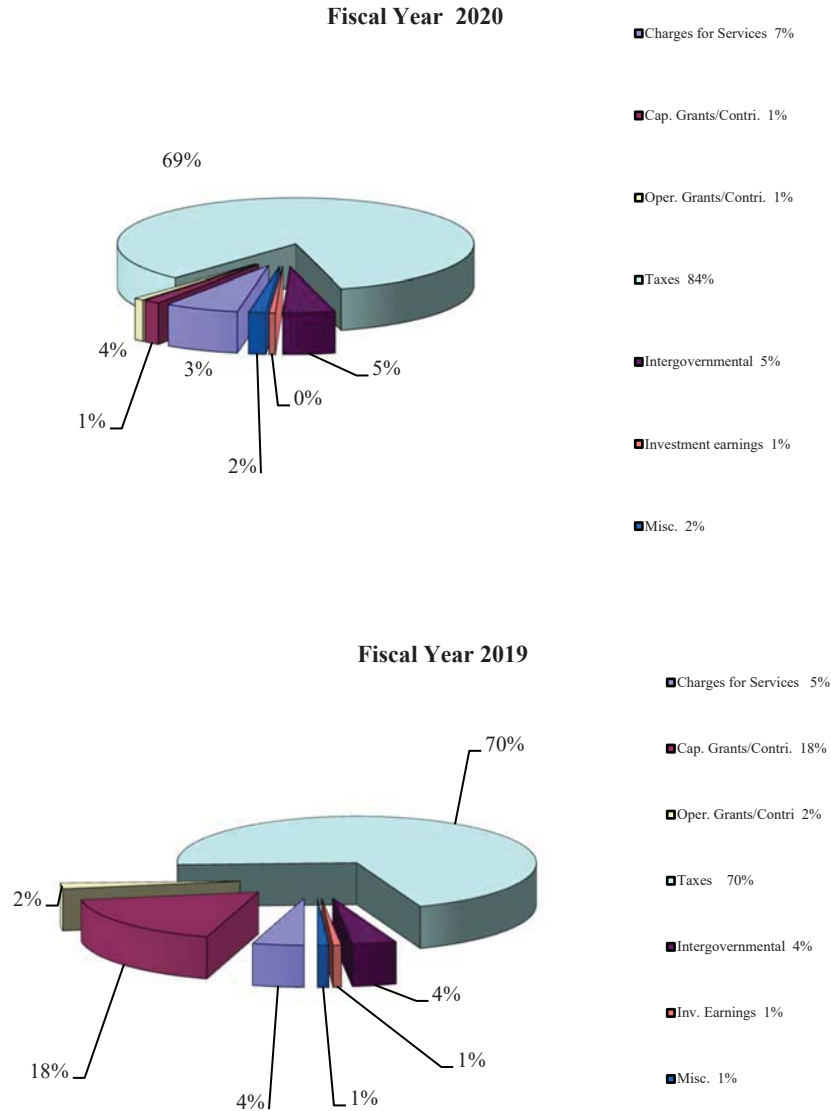 Fiscal Year 2020
Charges for Services 7%
Cap. Grants/Contri. 1%
Oper. Grants/Contri. 1%
Taxes 84%
Intergovernmental 5%
Investment earnings 1%
Misc. 2%
69%
4%
3%
5%
0%
1%
2%
Fiscal Year 2019
Charges for Services 5%
Cap. Grants/Contri. 18%
Oper. Grants/Contri 2%
Taxes 70%
Intergovernmental 4%
Inv. Earnings 1%
Misc. 1%
70%
2%
4%
1%
18%
4%
1%